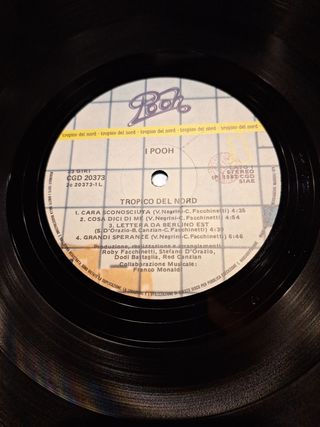 Pooh
tropico del nord - tropico del nord - tropico del nord - tropico del nord
I POOH
33 GIRI
CGD 20373
LATO 1
STEREO
SIAE
TROPICO DEL NORD
1. CARA SCONOSCIUTA (V. Negrini-C. Facchinetti) 4:35
2. COSA DICI DI ME (V. Negrini-C. Facchinetti) 4:54
3. LETTERA DA BERLINO EST
(S. D'Orazio-B. Canzian-C. Facchinetti) 4:39
4. GRANDI SPERANZE (V. Negrini-C. Facchinetti) 6:46
Produzione, realizzazione e arrangiamenti:
Roby Facchinetti, Stefano D'Orazio,
Dodi Battaglia, Red Canzian
Collaborazione Musicale:
Franco Monaldi